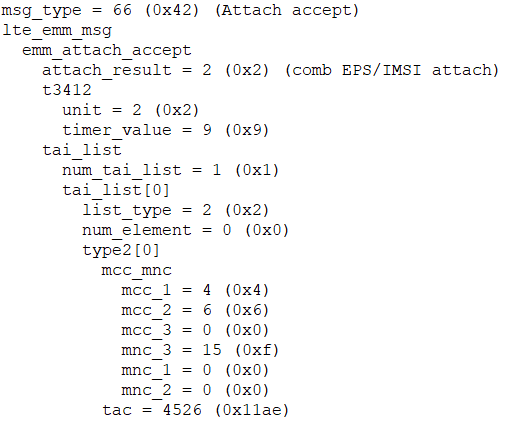 msg_type = 66 (0x42) (Attach accept)
lte_emm_msg
emm_attach_accept
attach_result = 2 (0x2) (comb EPS/IMSI attach)
t3412
unit = 2 (0x2)
timer_value = 9 (0x9)
tai_list
num_tai_list = 1 (0x1)
tai_list[0]
list_type = 2 (0x2)
num_element = 0 (0x0)
type2[0]
mcc_mnc
mcc_1 = 4 (0x4)
mcc_2 = 6 (0x6)
mcc_3 = 0 (0x0)
mnc_3 = 15 (0xf)
mnc_1 = 0 (0x0)
mnc_2 = 0 (0x0)
tac = 4526 (0x11ae)